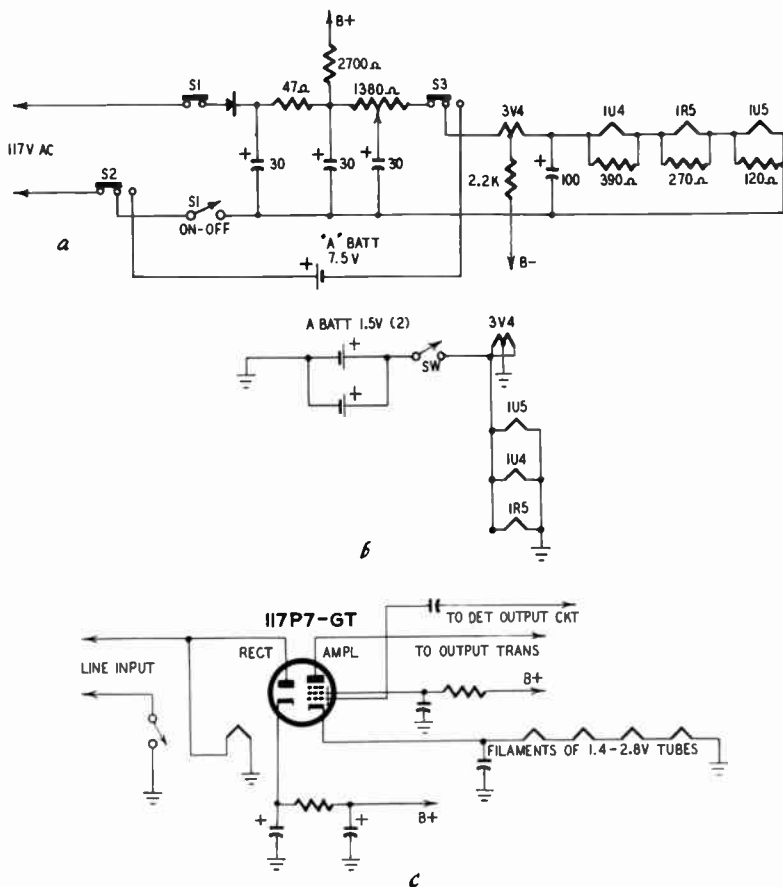 B+
2700Ω
S1
47Ω
1380Ω
S3
3V4
1U4
1R5
1U5
117V AC
+
30
+
30
+
30
2.2K
+
100
390Ω
270Ω
120Ω
S2
S1
ON-OFF
a
"A" BATT
7.5 V
+
B-
A BATT 1.5V (2)
3V4
+
SW
+
1U5
1U4
1R5
b
117P7-GT
TO DET OUTPUT CKT
RECT
AMPL
TO OUTPUT TRANS
LINE INPUT
B+
FILAMENTS OF 1.4-2.8V TUBES
B+
+
+
c